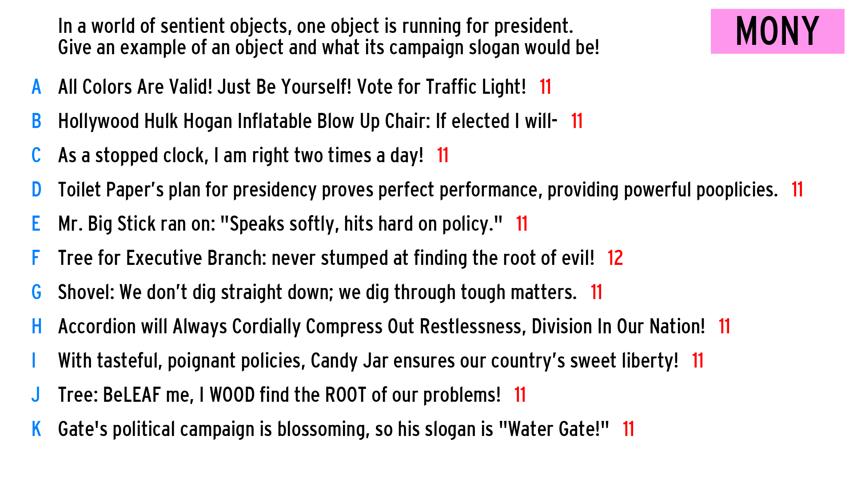 In a world of sentient objects, one object is running for president.
Give an example of an object and what its campaign slogan would be!
MONY
A All Colors Are Valid! Just Be Yourself! Vote for Traffic Light! 11
B Hollywood Hulk Hogan Inflatable Blow Up Chair: If elected I will- 11
C As a stopped clock, I am right two times a day! 11
D Toilet Paper's plan for presidency proves perfect performance, providing powerful pooplicies. 11
E Mr. Big Stick ran on: "Speaks softly, hits hard on policy." 11
F Tree for Executive Branch: never stumped at finding the root of evil! 12
G Shovel: We don't dig straight down; we dig through tough matters. 11
H Accordion will Always Cordially Compress Out Restlessness, Division In Our Nation! 11
I With tasteful, poignant policies, Candy Jar ensures our country's sweet liberty! 11
J Tree: BeLEAF me, I WOOD find the ROOT of our problems! 11
K Gate's political campaign is blossoming, so his slogan is "Water Gate!" 11